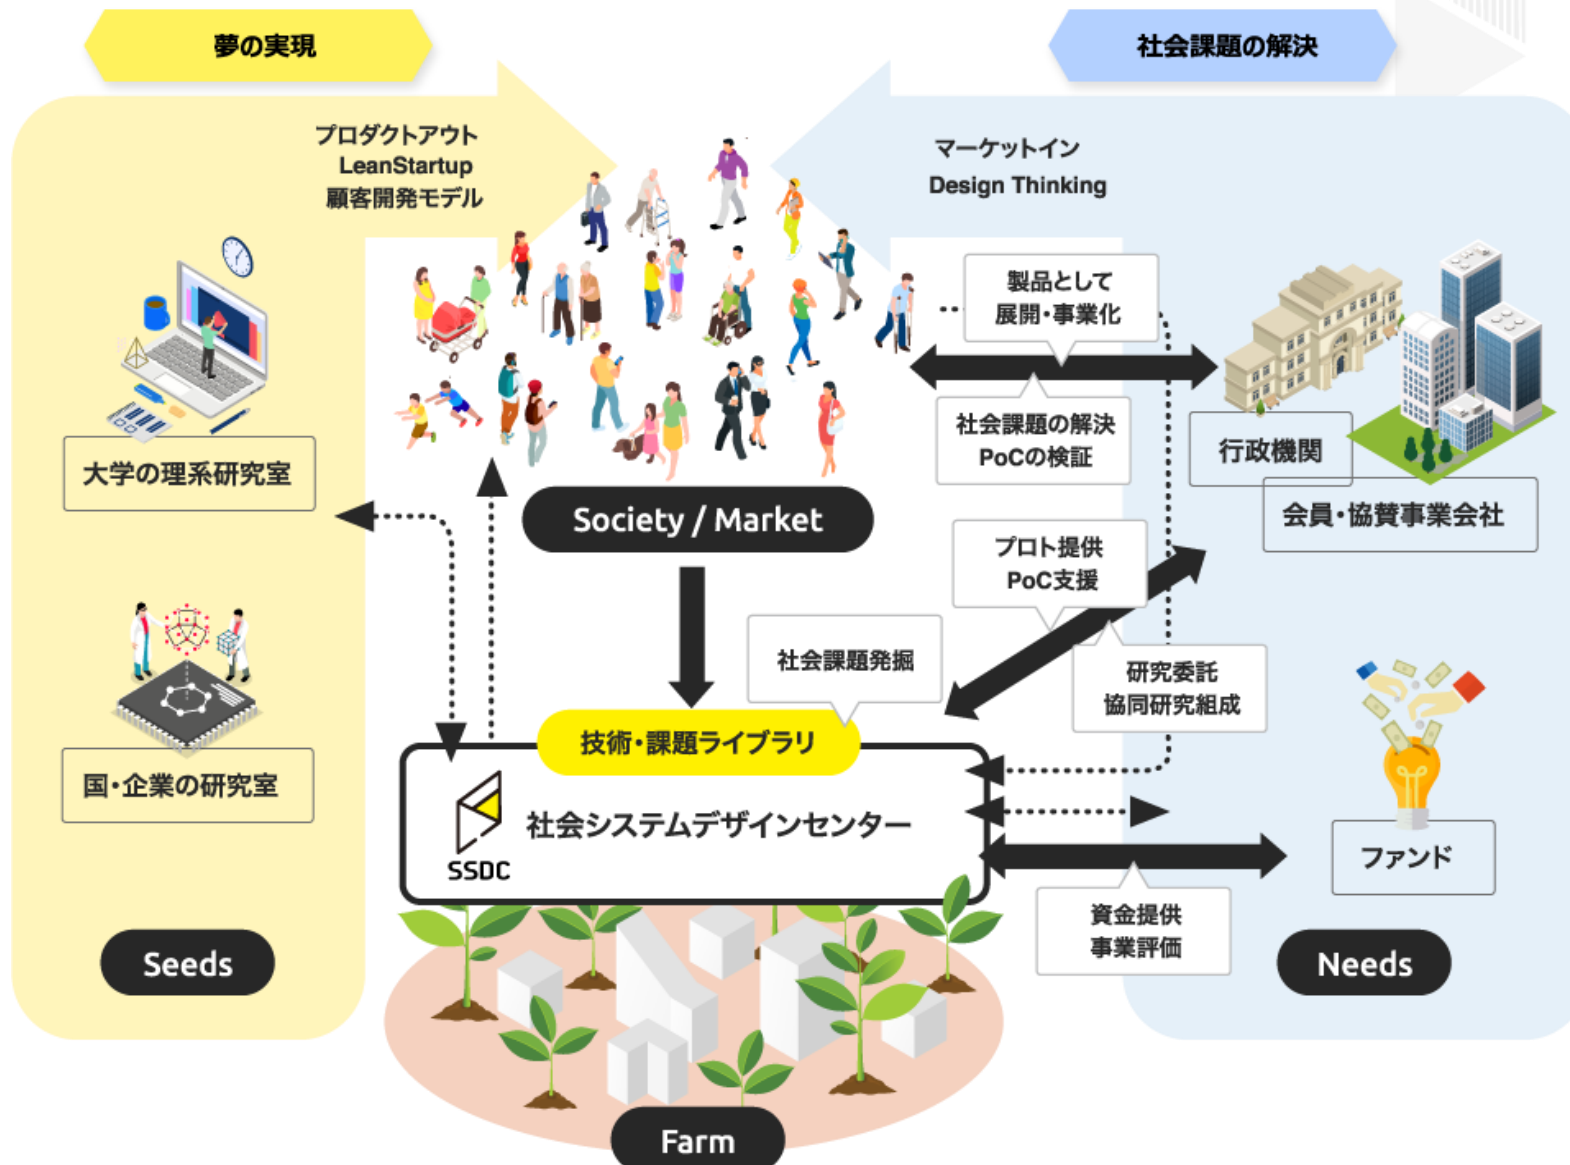 夢の実現
社会課題の解決
プロダクトアウト
LeanStartup
顧客開発モデル
マーケットイン
Design Thinking
製品として
展開・事業化
社会課題の解決
PoCの検証
行政機関
会員・協賛事業会社
大学の理系研究室
Society / Market
プロト提供
PoC支援
社会課題発掘
研究委託
協同研究組成
技術・課題ライブラリ
国・企業の研究室
社会システムデザインセンター
SSDC
ファンド
資金提供
事業評価
Seeds
Needs
Farm